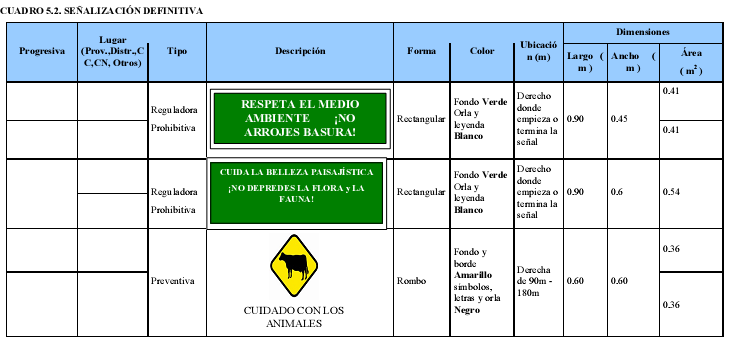 CUADRO 5.2. SEÑALIZACIÓN DEFINITIVA
Progresiva
Lugar
(Prov.,Distr.,C
C,CN, Otros)
Tipo
Descripción
Forma
Color
Ubicació
n (m)
Dimensiones
Largo (
m )
Ancho (
m )
Área
( m² )
Reguladora
Prohibitiva
RESPETA EL MEDIO
AMBIENTE ¡NO
ARROJES BASURA!
Rectangular
Fondo Verde
Orla y
leyenda
Blanco
Derecho
donde
empieza o
termina la
señal
0.90
0.45
0.41
0.41
Reguladora
Prohibitiva
CUIDA LA BELLEZA PAISAJÍSTICA
¡NO DEPREDES LA FLORA y LA
FAUNA!
Rectangular
Fondo Verde
Orla y
leyenda
Blanco
Derecho
donde
empieza o
termina la
señal
0.90
0.6
0.54
Preventiva
CUIDADO CON LOS
ANIMALES
Rombo
Fondo y
borde
Amarillo
símbolos,
letras y orla
Negro
Derecha
de 90m -
180m
0.60
0.60
0.36
0.36